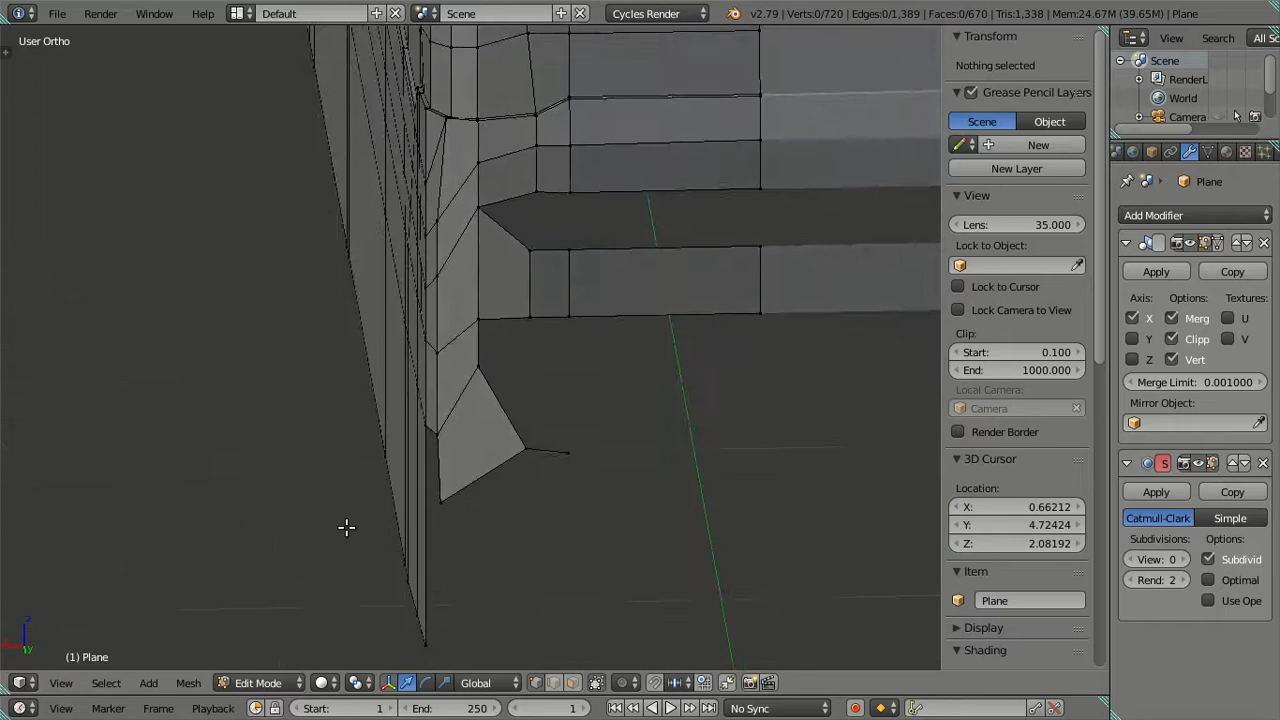 File Render Window Help Default Scene Cycles Render v2.79 | Verts:0/720 | Edges:0/1,389 | Faces:0/670 | Tris:1,338 | Mem:24.67M (39.65M) | Plane
User Ortho
Transform
Nothing selected
Grease Pencil Layers
Scene Object
New
New Layer
View
Lens: 35.000
Lock to Object:
Lock to Cursor
Lock Camera to View
Clip:
Start: 0.100
End: 1000.000
Local Camera:
Camera
Render Border
3D Cursor
Location:
X: 0.66212
Y: 4.72424
Z: 2.08192
Item
Plane
Display
Shading
View Search All Sc
Scene
RenderL
World
Camera
Plane
Add Modifier
Apply Copy
Axis: Options: Textures:
X Merg U
Y Clipp V
Z Vert
Merge Limit: 0.001000
Mirror Object:
S
Apply Copy
Catmull-Clark Simple
Subdivisions: Options:
View: 0 Subdivid
Rend: 2 Optimal
Use Ope
z
y
(1) Plane
View Select Add Mesh Edit Mode Global
View Marker Frame Playback Start: 1 End: 250 1 No Sync